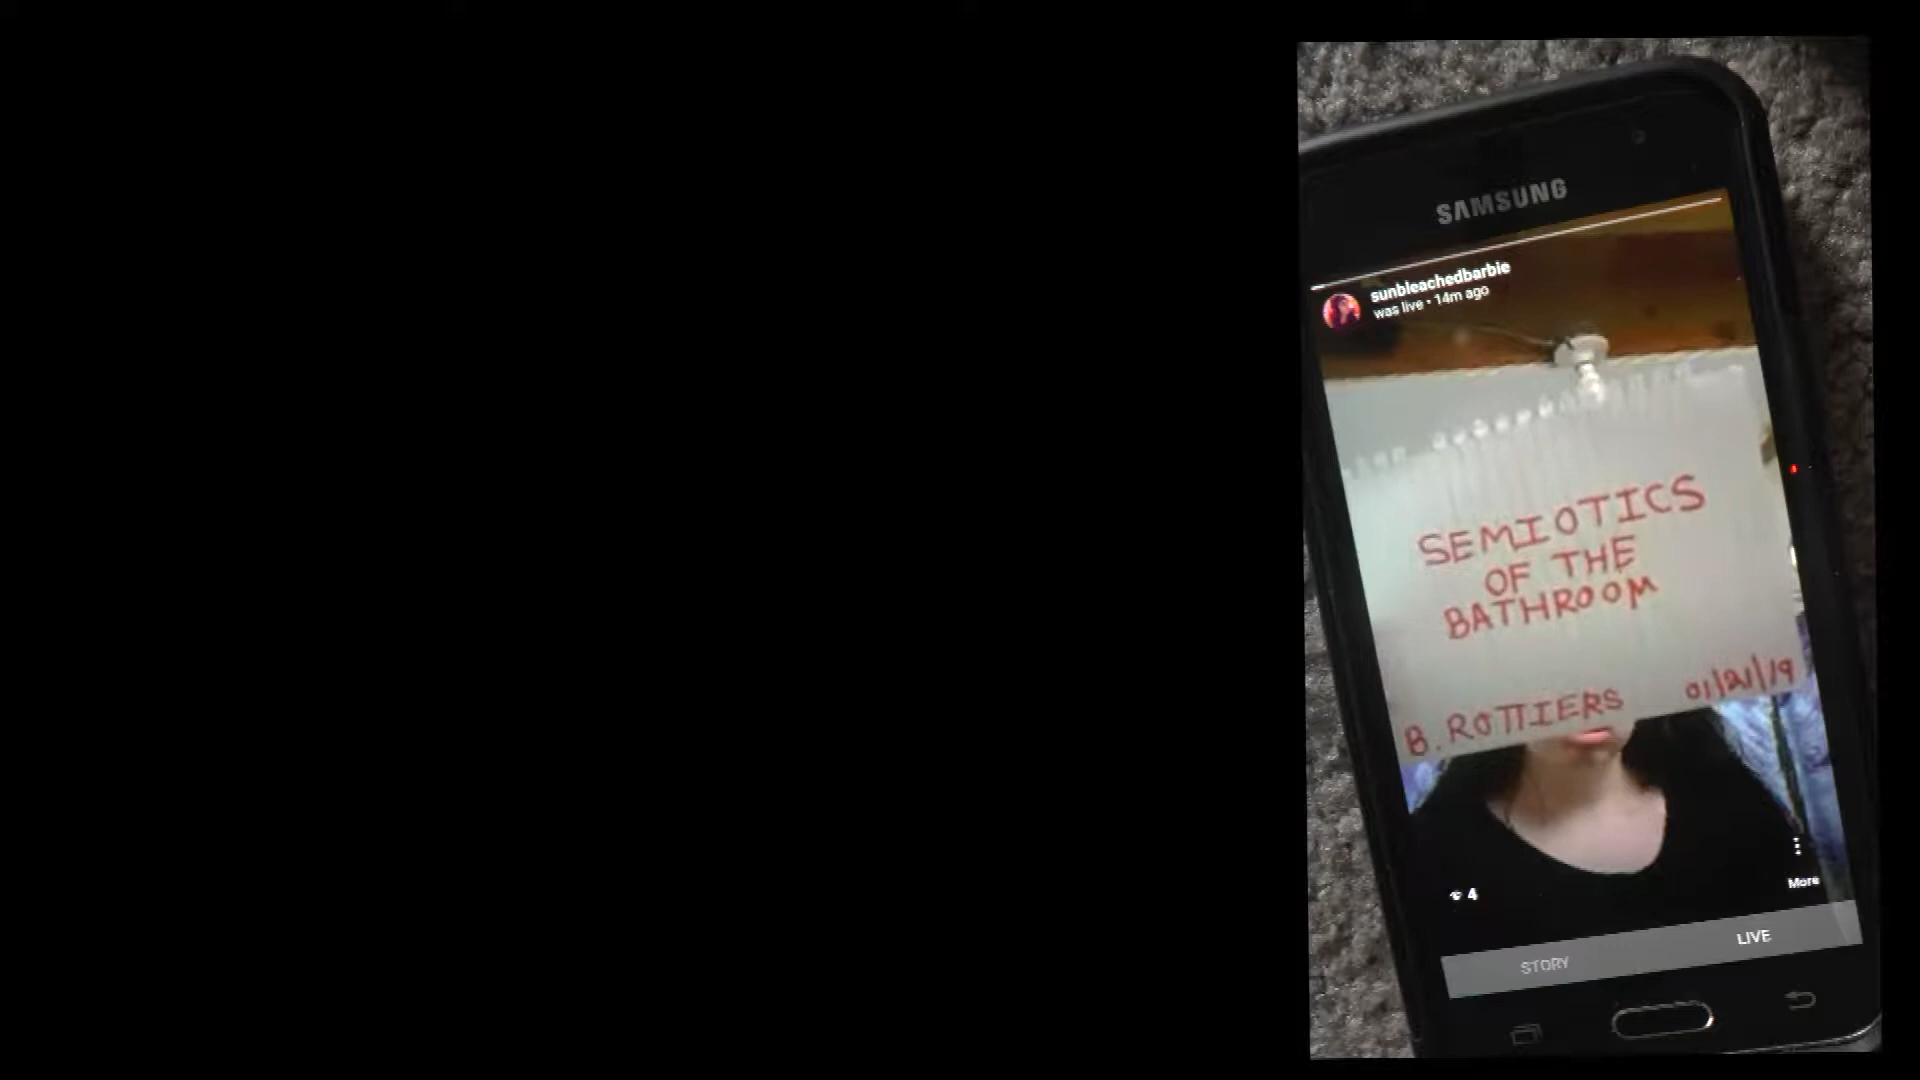 SAMSUNG
sunbleachedbarbie
was live • 14m ago
SEMIOTICS
OF THE
BATHROOM
B. ROTTIERS 01/21/19
4
More
STORY LIVE